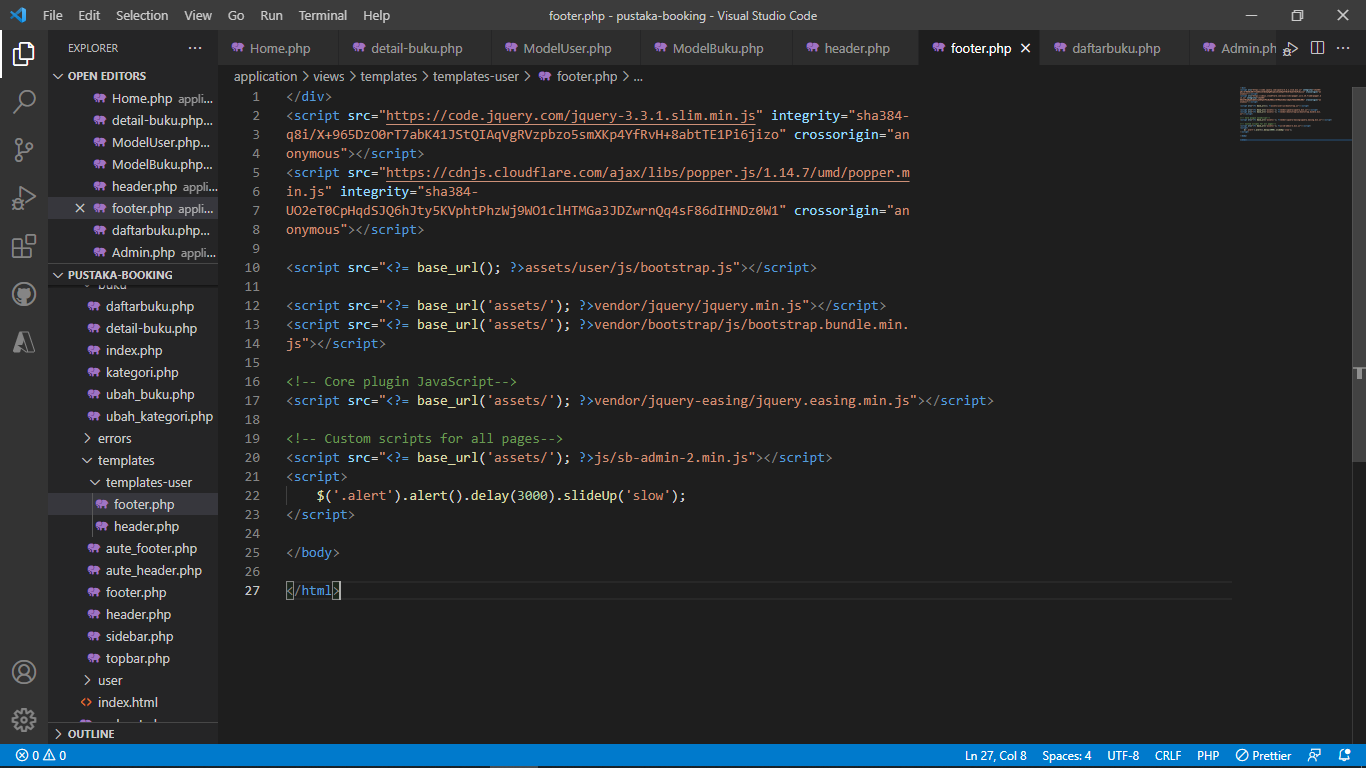 File Edit Selection View Go Run Terminal Help
footer.php - pustaka-booking - Visual Studio Code
EXPLORER
OPEN EDITORS
Home.php appli...
detail-buku.php...
ModelUser.php...
ModelBuku.php...
header.php appli...
footer.php appli...
daftarbuku.php...
Admin.php appli...
PUSTAKA-BOOKING
buku
daftarbuku.php
detail-buku.php
index.php
kategori.php
ubah_buku.php
ubah_kategori.php
errors
templates
templates-user
footer.php
header.php
aute_footer.php
aute_header.php
footer.php
header.php
sidebar.php
topbar.php
user
index.html
OUTLINE
Home.php detail-buku.php ModelUser.php ModelBuku.php header.php footer.php daftarbuku.php Admin.ph
application > views > templates > templates-user > footer.php > ...
1 </div>
2 <script src="https://code.jquery.com/jquery-3.3.1.slim.min.js" integrity="sha384-
3 q8i/X+965DzO0rT7abK41JStQIAqVgRVzpbzo5smXKp4YfRvH+8abtTE1Pi6jizo" crossorigin="an
4 onymous"></script>
5 <script src="https://cdnjs.cloudflare.com/ajax/libs/popper.js/1.14.7/umd/popper.m
6 in.js" integrity="sha384-
7 UO2eT0CpHqdSJQ6hJty5KVphtPhzWj9WO1clHTMGa3JDZwrnQq4sF86dIHNDz0W1" crossorigin="an
8 onymous"></script>
9
10 <script src="<?= base_url(); ?>assets/user/js/bootstrap.js"></script>
11
12 <script src="<?= base_url('assets/'); ?>vendor/jquery/jquery.min.js"></script>
13 <script src="<?= base_url('assets/'); ?>vendor/bootstrap/js/bootstrap.bundle.min.
14 js"></script>
15
16 <!-- Core plugin JavaScript-->
17 <script src="<?= base_url('assets/'); ?>vendor/jquery-easing/jquery.easing.min.js"></script>
18
19 <!-- Custom scripts for all pages-->
20 <script src="<?= base_url('assets/'); ?>js/sb-admin-2.min.js"></script>
21 <script>
22 $('.alert').alert().delay(3000).slideUp('slow');
23 </script>
24
25 </body>
26
27 </html>
0 0
Ln 27, Col 8 Spaces: 4 UTF-8 CRLF PHP Prettier